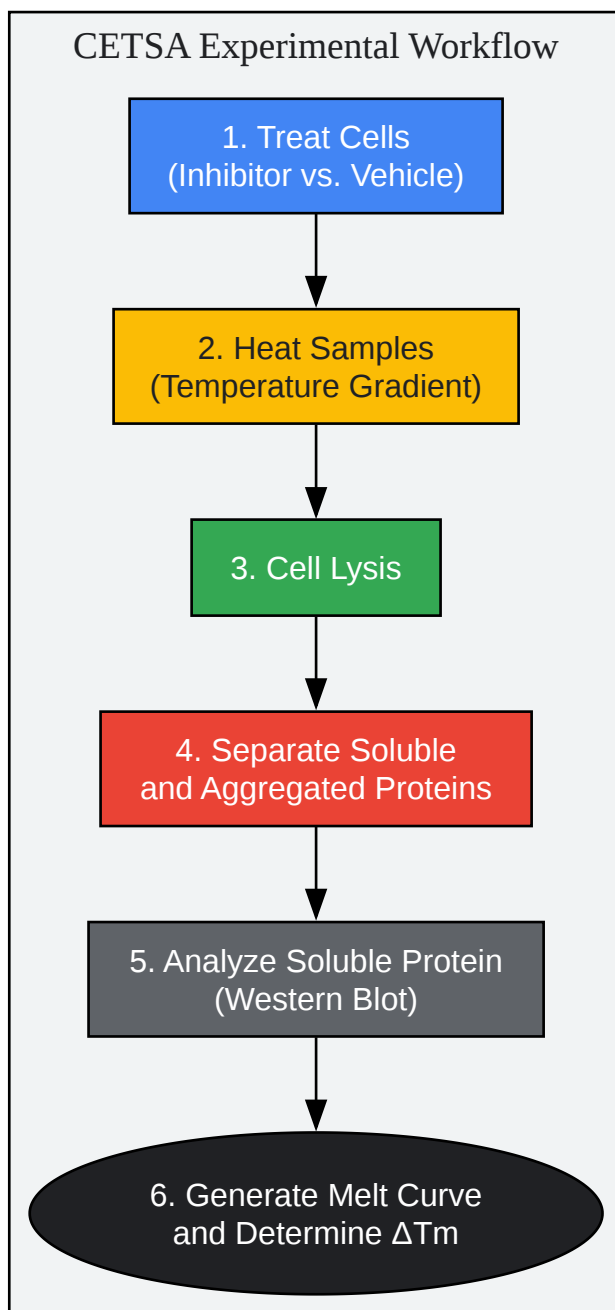 CETSA Experimental Workflow
1. Treat Cells
(Inhibitor vs. Vehicle)
2. Heat Samples
(Temperature Gradient)
3. Cell Lysis
4. Separate Soluble
and Aggregated Proteins
5. Analyze Soluble Protein
(Western Blot)
6. Generate Melt Curve
and Determine ΔTm